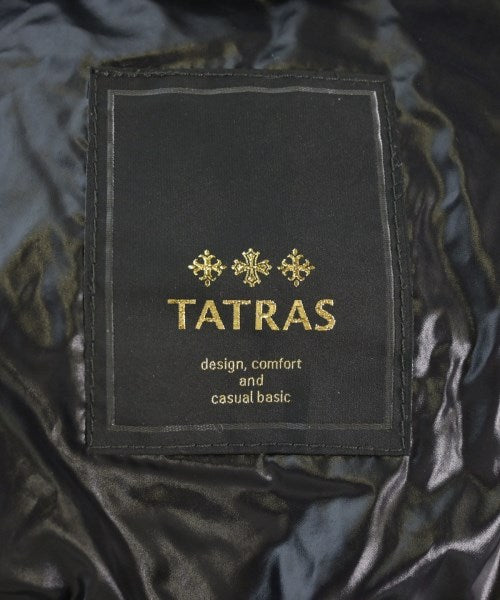 TATRAS
design, comfort
and
casual basic